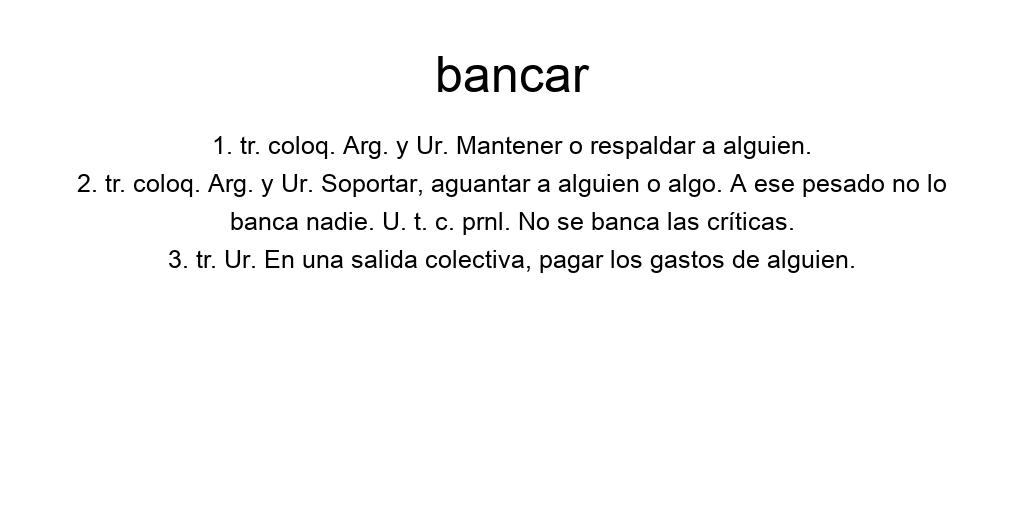 bancar
1. tr. coloq. Arg. y Ur. Mantener o respaldar a alguien.
2. tr. coloq. Arg. y Ur. Soportar, aguantar a alguien o algo. A ese pesado no lo
banca nadie. U. t. c. prnl. No se banca las críticas.
3. tr. Ur. En una salida colectiva, pagar los gastos de alguien.